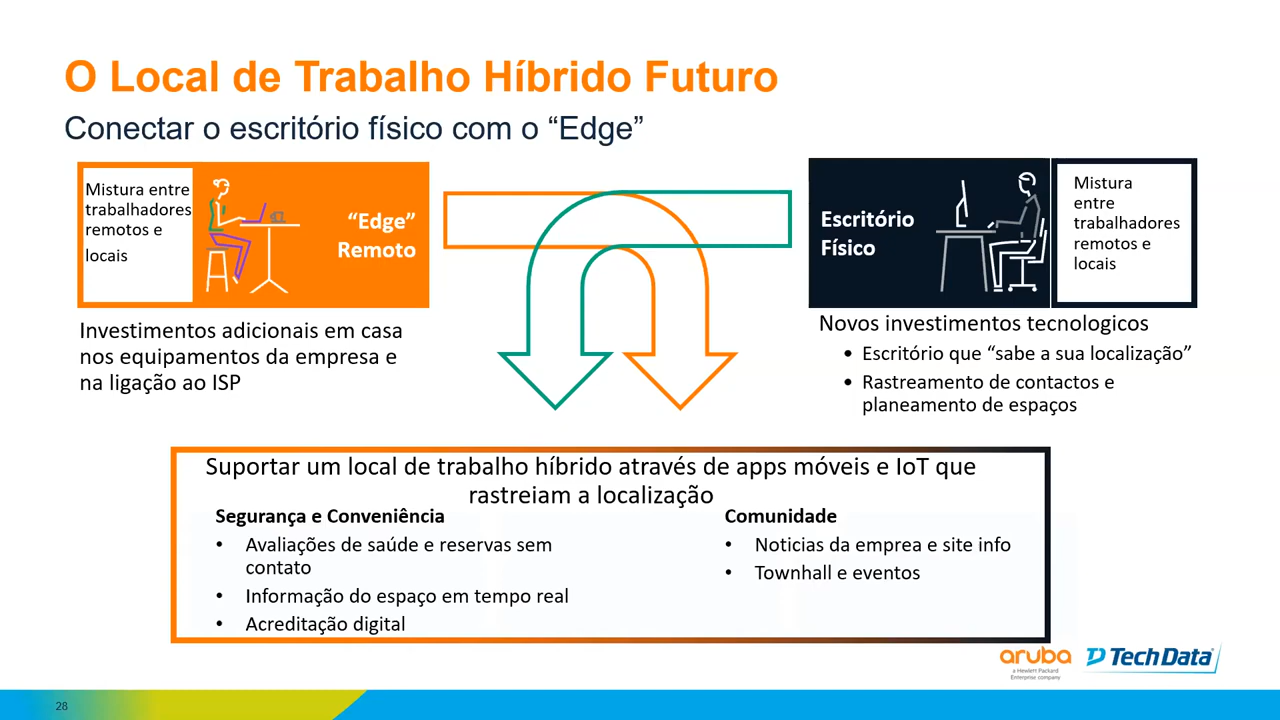 O Local de Trabalho Híbrido Futuro
Conectar o escritório físico com o “Edge”
Mistura entre
trabalhadores
remotos e
locais
“Edge”
Remoto
Investimentos adicionais em casa
nos equipamentos da empresa e
na ligação ao ISP
Escritório
Físico
Mistura
entre
trabalhadores
remotos e
locais
Novos investimentos tecnologicos
• Escritório que “sabe a sua localização”
• Rastreamento de contactos e
planeamento de espaços
Suportar um local de trabalho híbrido através de apps móveis e IoT que
rastreiam a localização
Segurança e Conveniência
• Avaliações de saúde e reservas sem
contato
• Informação do espaço em tempo real
• Acreditação digital
Comunidade
• Noticias da emprea e site info
• Townhall e eventos
aruba
a Hewlett Packard
Enterprise company
TechData
28